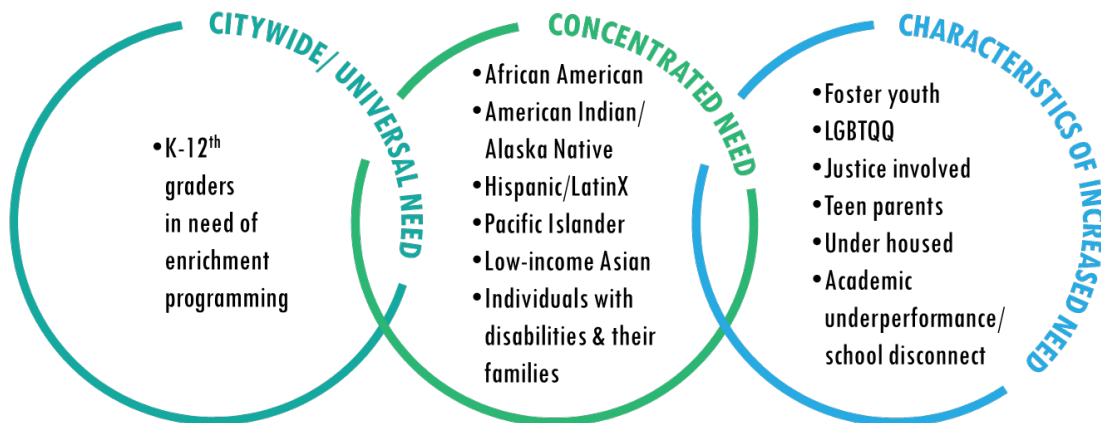 CITYWIDE/ UNIVERSAL NEED
•K-12th
graders
in need of
enrichment
programming
CONCENTRATED NEED
•African American
•American Indian/
Alaska Native
•Hispanic/LatinX
•Pacific Islander
•Low-income Asian
•Individuals with
disabilities & their
families
CHARACTERISTICS OF INCREASED NEED
•Foster youth
•LGBTQQ
•Justice involved
•Teen parents
•Under housed
•Academic
underperformance/
school disconnect